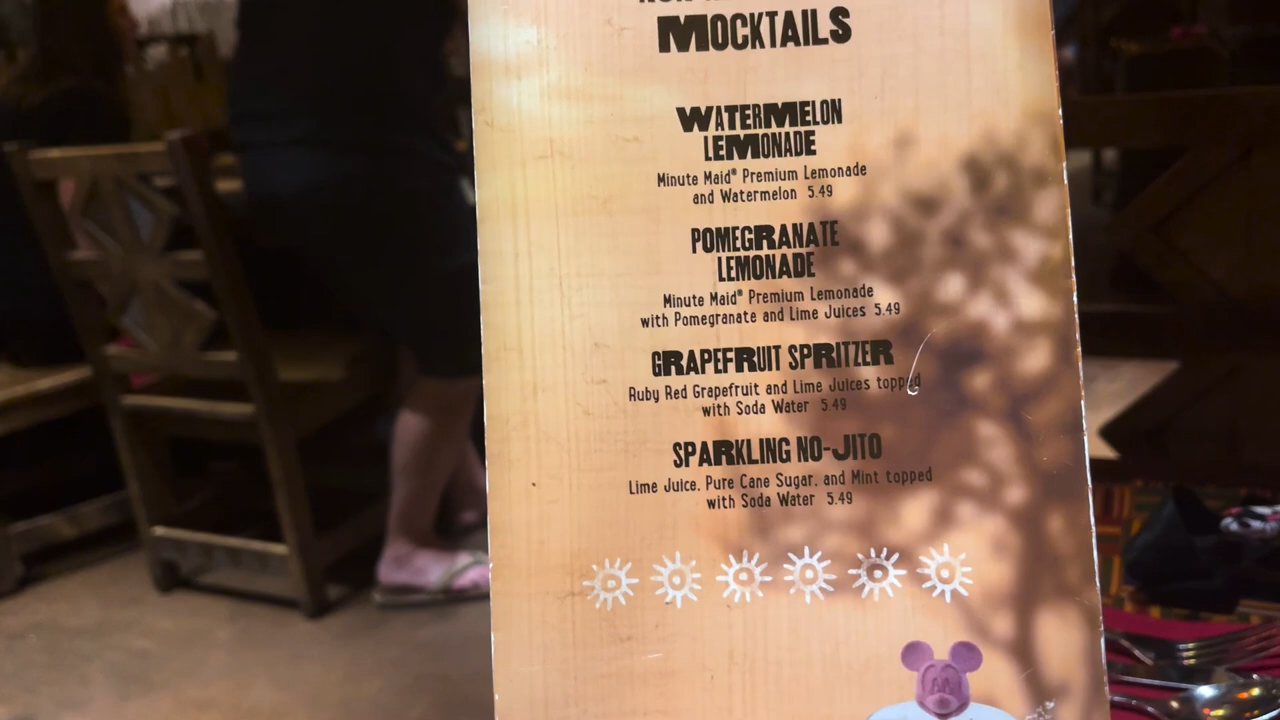 MOCKTAILS
WATERMELON
LEMONADE
Minute Maid® Premium Lemonade
and Watermelon 5.49
POMEGRANATE
LEMONADE
Minute Maid® Premium Lemonade
with Pomegranate and Lime Juices 5.49
GRAPEFRUIT SPRITZER
Ruby Red Grapefruit and Lime Juices topped
with Soda Water 5.49
SPARKLING NO-JITO
Lime Juice, Pure Cane Sugar, and Mint topped
with Soda Water 5.49